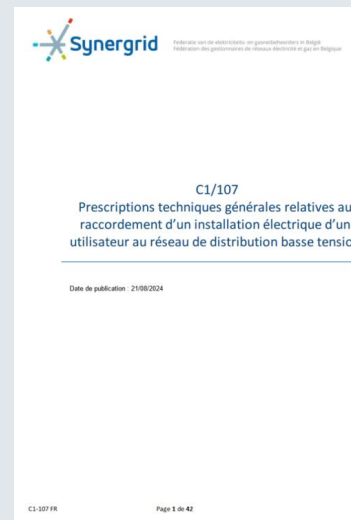 Synergrid
Federatie van de elektriciteits- en gasnetbeheerders in België
Fédération des gestionnaires de réseaux électricité et gaz en Belgique
C1/107
Prescriptions techniques générales relatives au
raccordement d'un installation électrique d'un
utilisateur au réseau de distribution basse tensio
Date de publication : 21/08/2024
C1-107 FR
Page 1 de 42